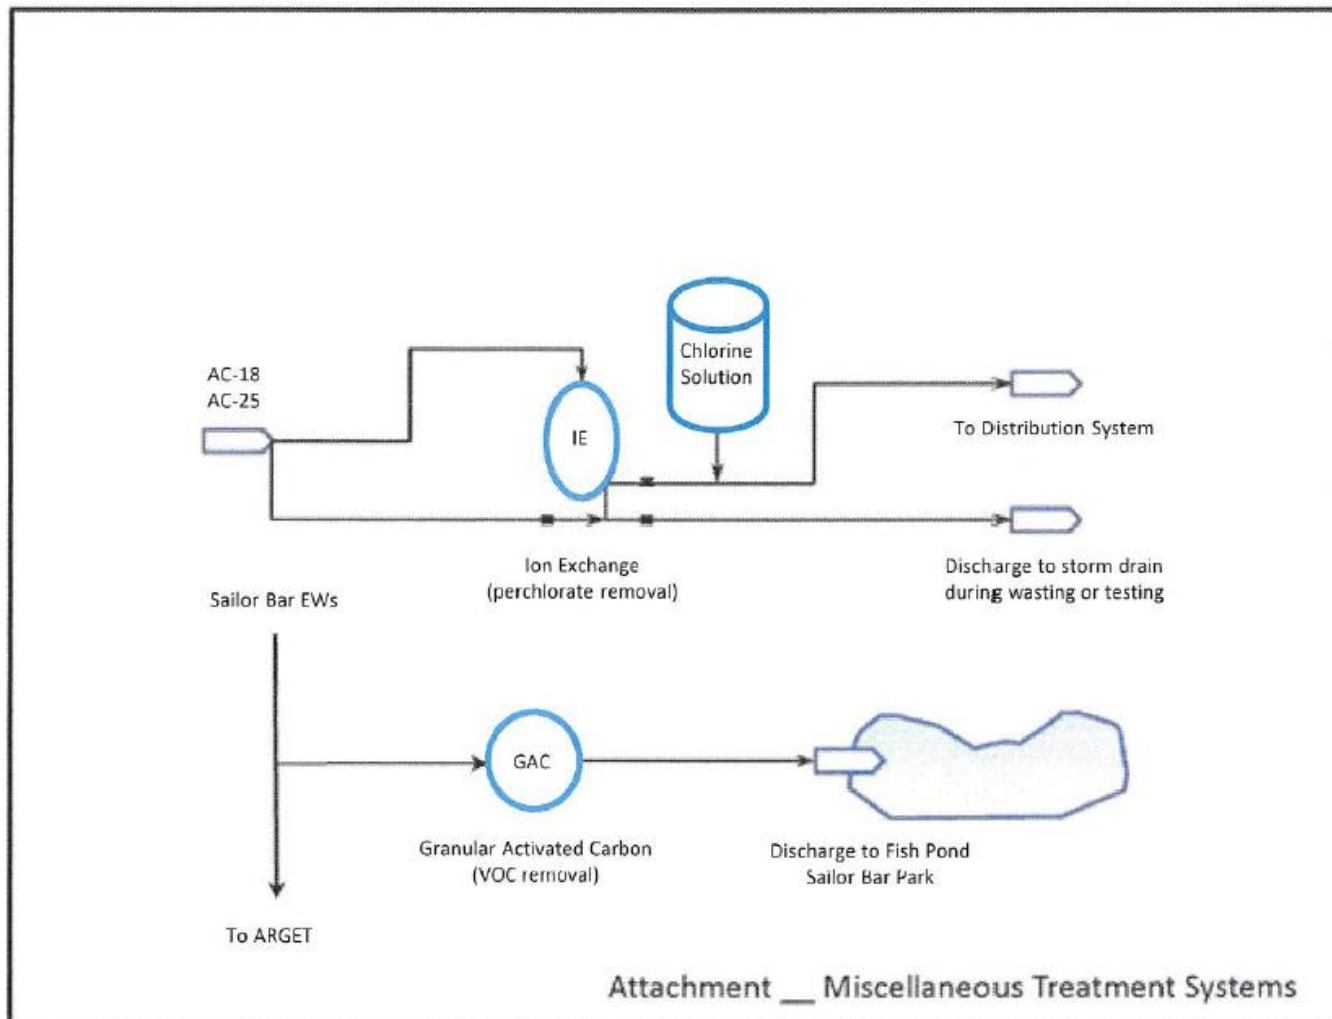 AC-18
AC-25
Chlorine
Solution
IE
To Distribution System
Ion Exchange
(perchlorate removal)
Discharge to storm drain
during wasting or testing
Sailor Bar EWs
GAC
Granular Activated Carbon
(VOC removal)
Discharge to Fish Pond
Sailor Bar Park
To ARGET
Attachment __ Miscellaneous Treatment Systems